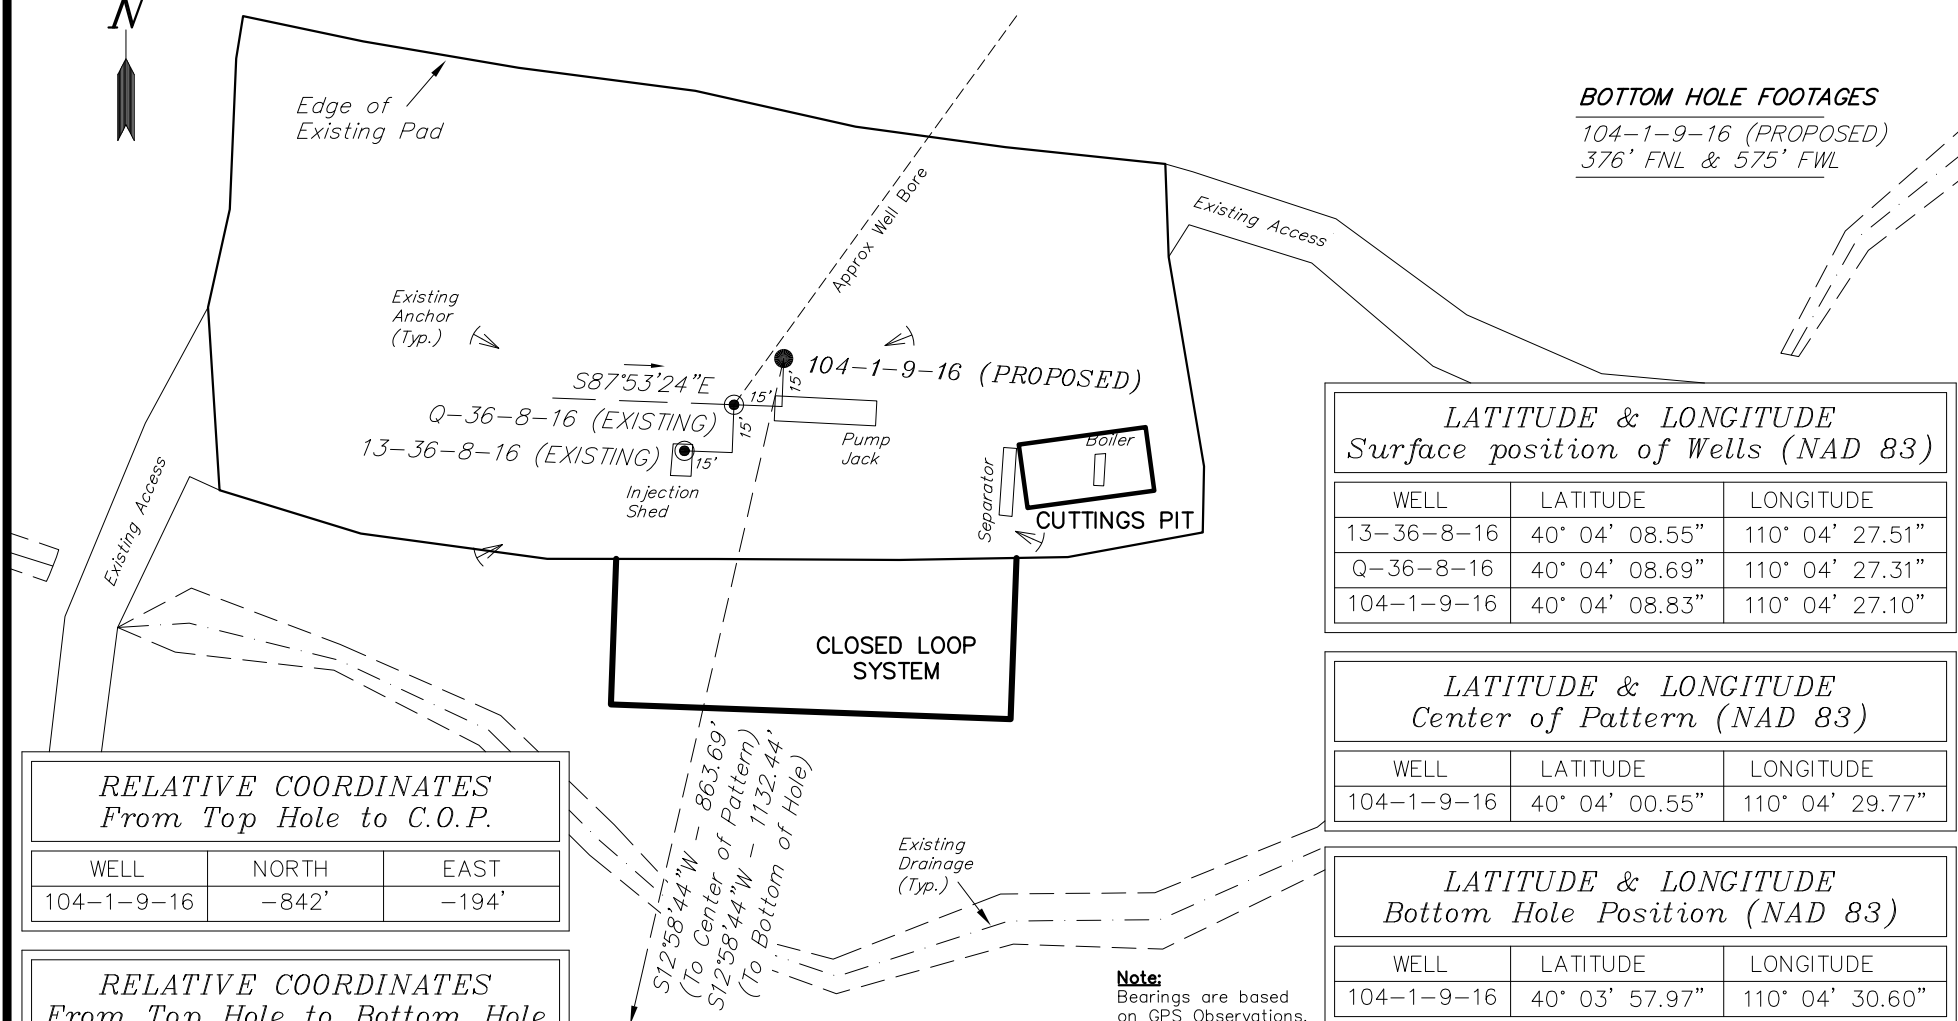 N
Edge of
Existing Pad
BOTTOM HOLE FOOTAGES
104-1-9-16 (PROPOSED)
376' FNL & 575' FWL
Approx Well Bore
Existing Access
Existing
Anchor
(Typ.)
S87°53'24"E
104-1-9-16 (PROPOSED)
15'
15'
Q-36-8-16 (EXISTING)
15'
13-36-8-16 (EXISTING)
15'
Pump
Jack
Injection
Shed
Separator
Boiler
CUTTINGS PIT
Existing Access
CLOSED LOOP
SYSTEM
LATITUDE & LONGITUDE
Surface position of Wells (NAD 83)
WELL LATITUDE LONGITUDE
13-36-8-16 40° 04' 08.55" 110° 04' 27.51"
Q-36-8-16 40° 04' 08.69" 110° 04' 27.31"
104-1-9-16 40° 04' 08.83" 110° 04' 27.10"
LATITUDE & LONGITUDE
Center of Pattern (NAD 83)
WELL LATITUDE LONGITUDE
104-1-9-16 40° 04' 00.55" 110° 04' 29.77"
LATITUDE & LONGITUDE
Bottom Hole Position (NAD 83)
WELL LATITUDE LONGITUDE
104-1-9-16 40° 03' 57.97" 110° 04' 30.60"
RELATIVE COORDINATES
From Top Hole to C.O.P.
WELL NORTH EAST
104-1-9-16 -842' -194'
RELATIVE COORDINATES
From Top Hole to Bottom Hole
S12°58'44"W - 863.69'
(To Center of Pattern)
S12°58'44"W - 1132.44'
(To Bottom of Hole)
Existing
Drainage
(Typ.)
Note:
Bearings are based
on GPS Observations.